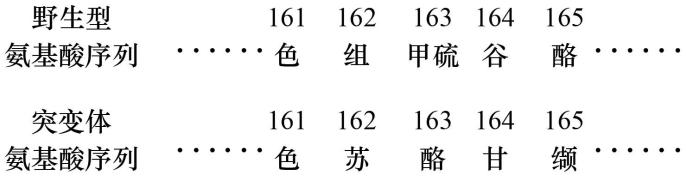 野生型 161 162 163 164 165
氨基酸序列 ······色 组 甲硫 谷 酪······
突变体 161 162 163 164 165
氨基酸序列 ······色 苏 酪 甘 缬······